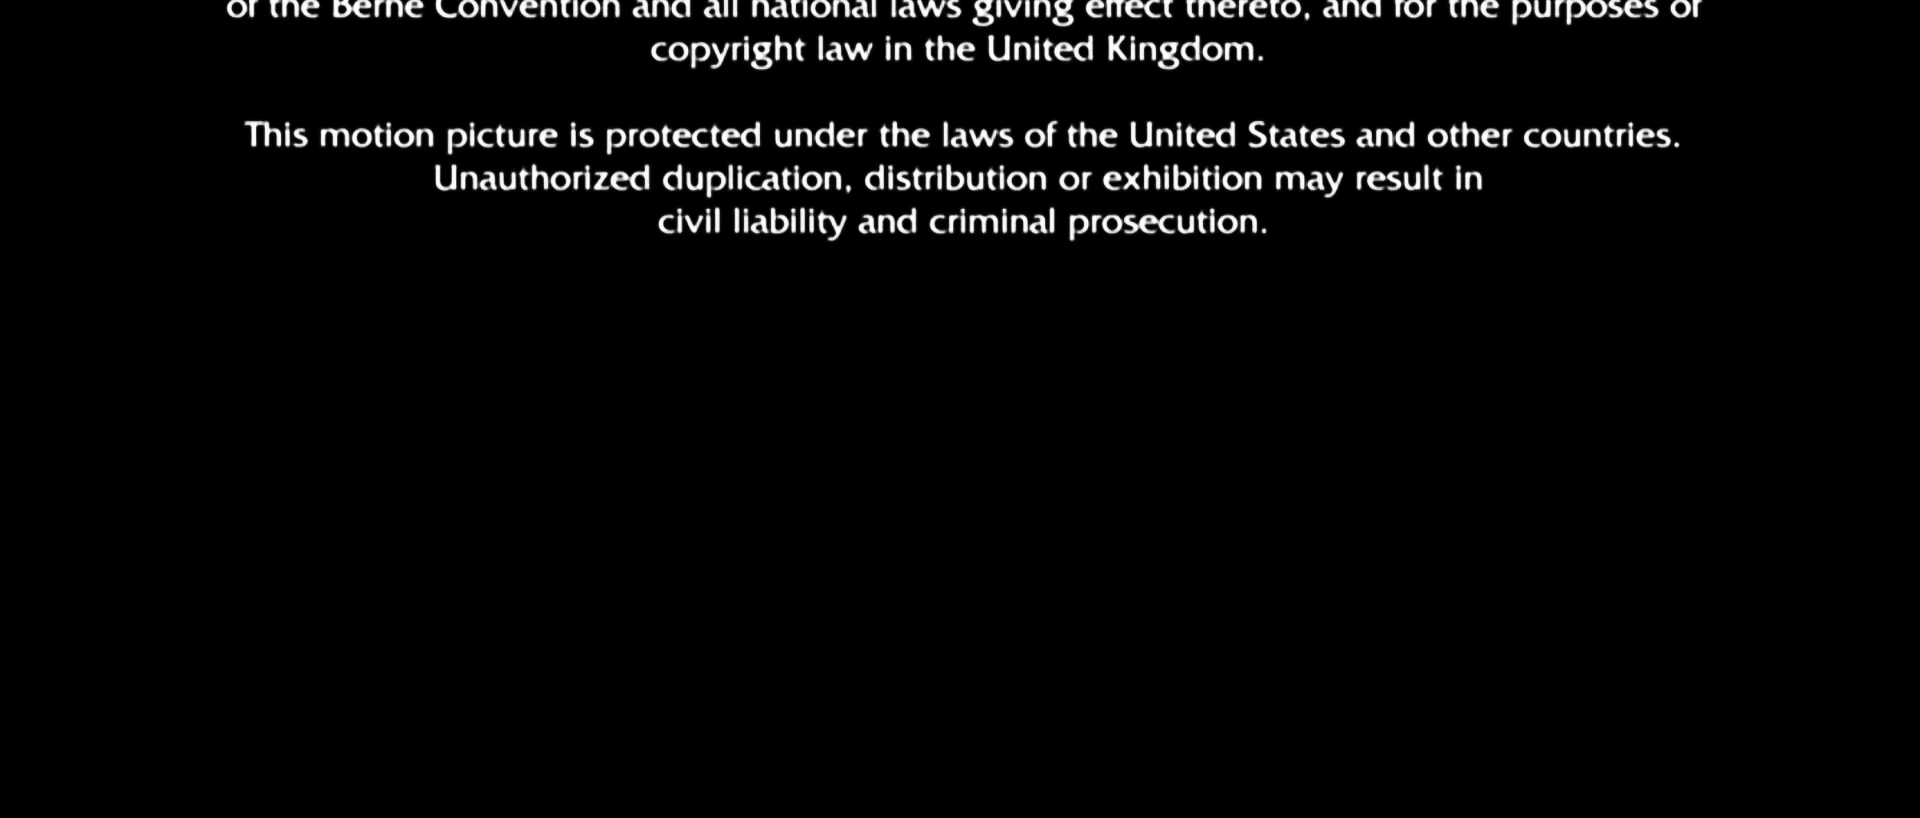 of the Berne Convention and all national laws giving effect thereto, and for the purposes of
copyright law in the United Kingdom.
This motion picture is protected under the laws of the United States and other countries.
Unauthorized duplication, distribution or exhibition may result in
civil liability and criminal prosecution.